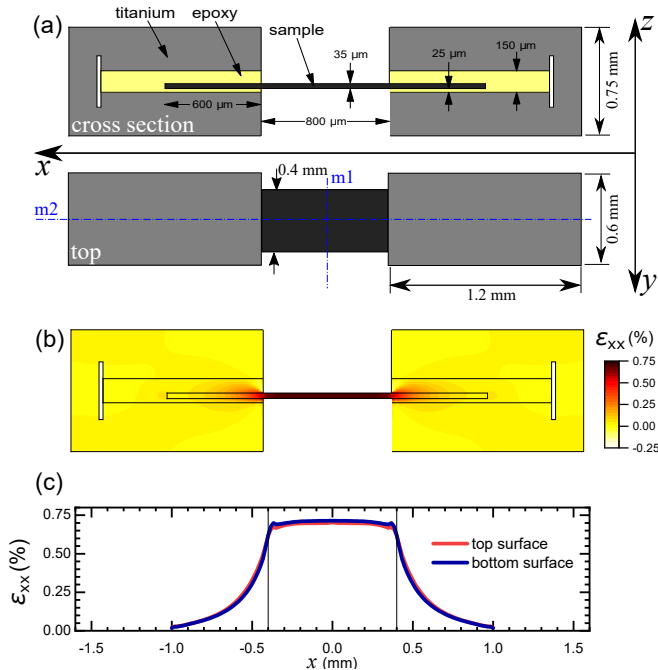 (a)
titanium
epoxy
sample
z
35 µm
25 µm
150 µm
0.75 mm
600 µm
800 µm
cross section
x
0.4 mm
m1
m2
0.6 mm
top
1.2 mm
y
(b)
εxx (%)
0.75
0.50
0.25
0.00
-0.25
(c)
0.75
0.50
0.25
0.00
εxx (%)
top surface
bottom surface
-1.5 -1.0 -0.5 0.0 0.5 1.0 1.5
x (mm)